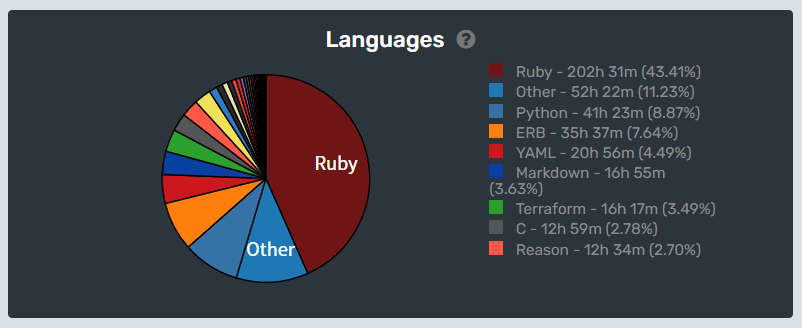 Languages ?
Ruby - 202h 31m (43.41%)
Other - 52h 22m (11.23%)
Python - 41h 23m (8.87%)
ERB - 35h 37m (7.64%)
YAML - 20h 56m (4.49%)
Markdown - 16h 55m
(3.63%)
Terraform - 16h 17m (3.49%)
C - 12h 59m (2.78%)
Reason - 12h 34m (2.70%)
Ruby
Other